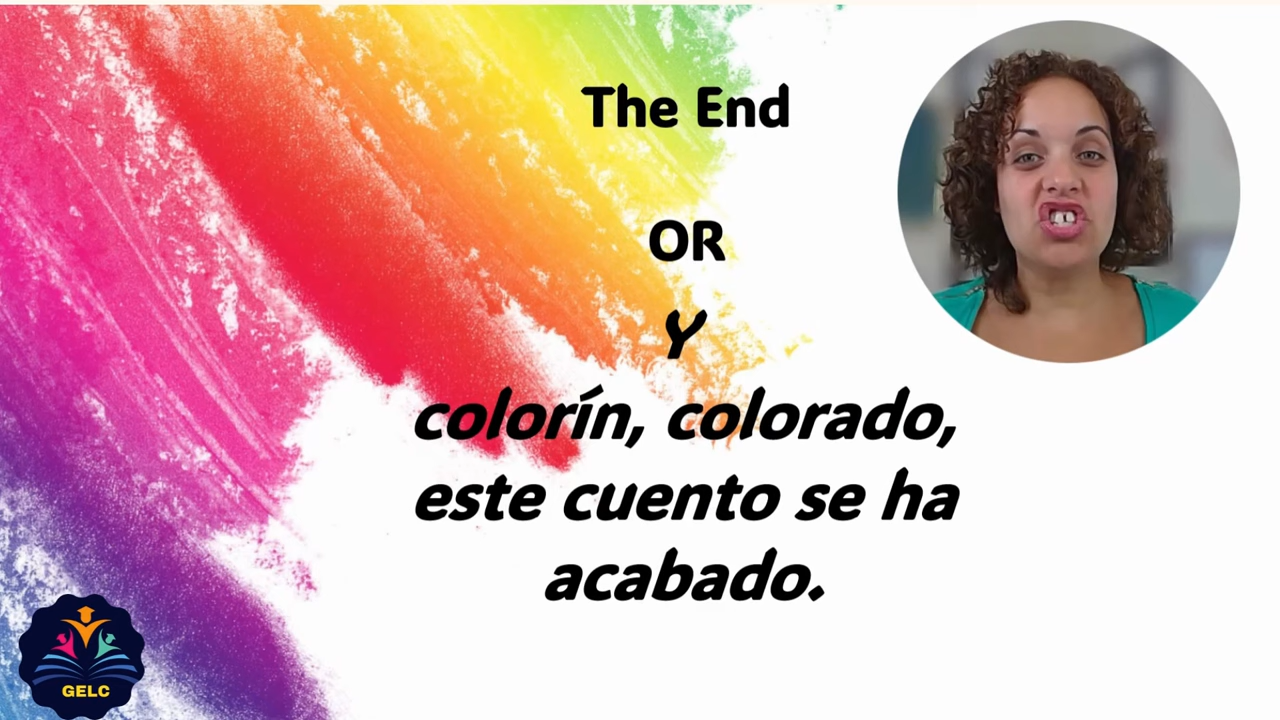 The End
OR
Y
colorín, colorado,
este cuento se ha
acabado.
GELC